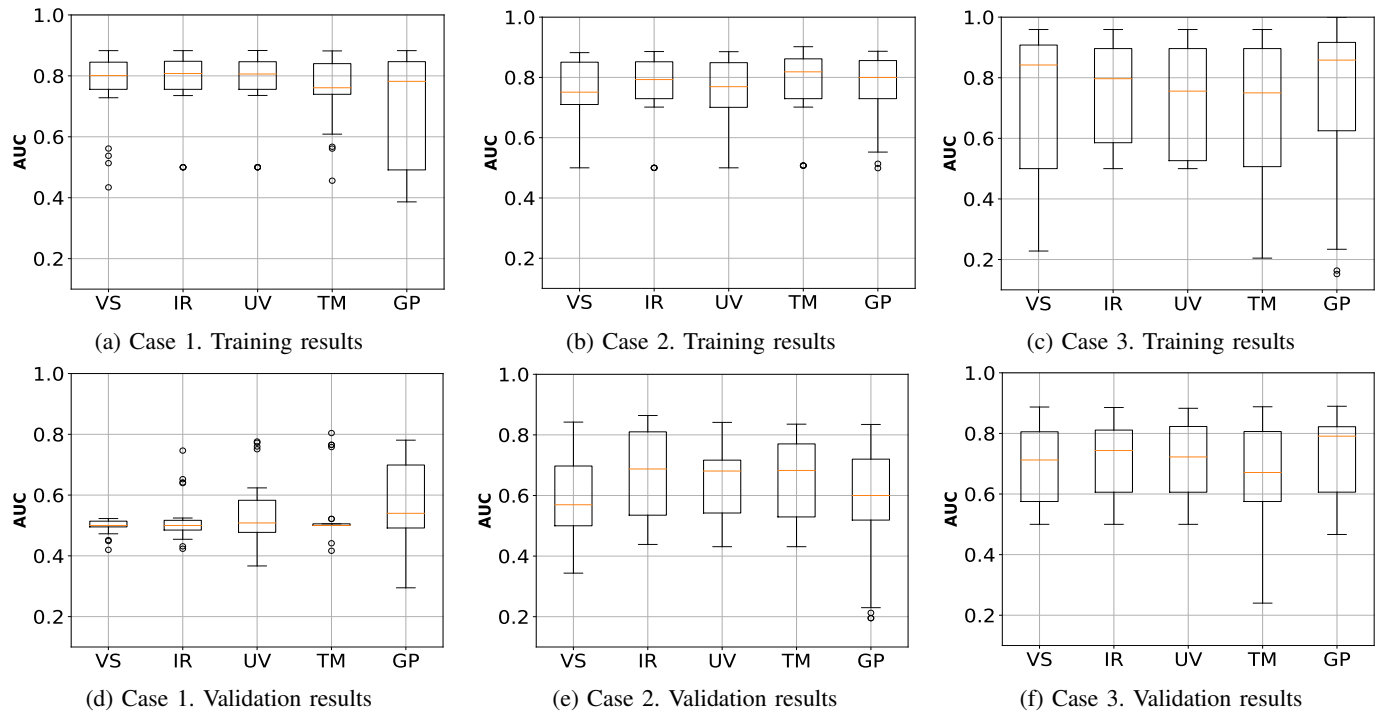 1.0
0.8
0.6
0.4
0.2
AUC
VS IR UV TM GP
(a) Case 1. Training results
1.0
0.8
0.6
0.4
0.2
AUC
VS IR UV TM GP
(b) Case 2. Training results
1.0
0.8
0.6
0.4
0.2
AUC
VS IR UV TM GP
(c) Case 3. Training results
1.0
0.8
0.6
0.4
0.2
AUC
VS IR UV TM GP
(d) Case 1. Validation results
1.0
0.8
0.6
0.4
0.2
AUC
VS IR UV TM GP
(e) Case 2. Validation results
1.0
0.8
0.6
0.4
0.2
AUC
VS IR UV TM GP
(f) Case 3. Validation results